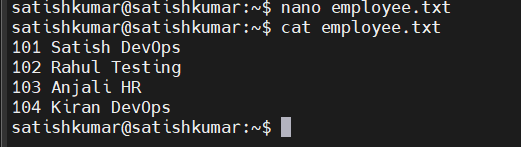 satishkumar@satishkumar:~$ nano employee.txt
satishkumar@satishkumar:~$ cat employee.txt
101 Satish DevOps
102 Rahul Testing
103 Anjali HR
104 Kiran DevOps
satishkumar@satishkumar:~$